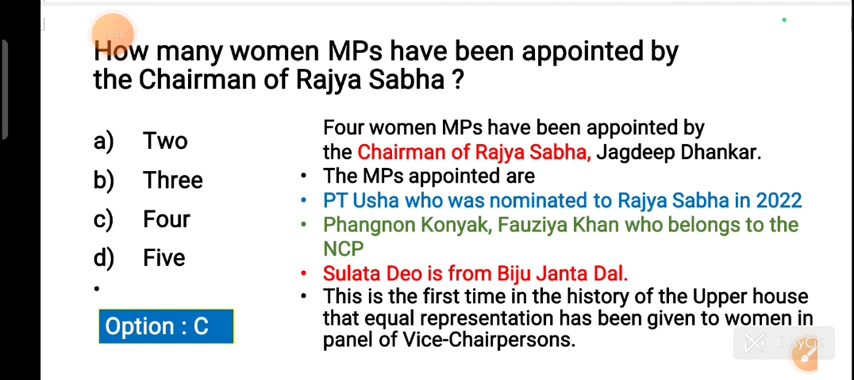 How many women MPs have been appointed by
the Chairman of Rajya Sabha ?
a) Two
b) Three
c) Four
d) Five
Option : C
Four women MPs have been appointed by
the Chairman of Rajya Sabha, Jagdeep Dhankar.
• The MPs appointed are
• PT Usha who was nominated to Rajya Sabha in 2022
• Phangnon Konyak, Fauziya Khan who belongs to the
NCP
• Sulata Deo is from Biju Janta Dal.
• This is the first time in the history of the Upper house
that equal representation has been given to women in
panel of Vice-Chairpersons.